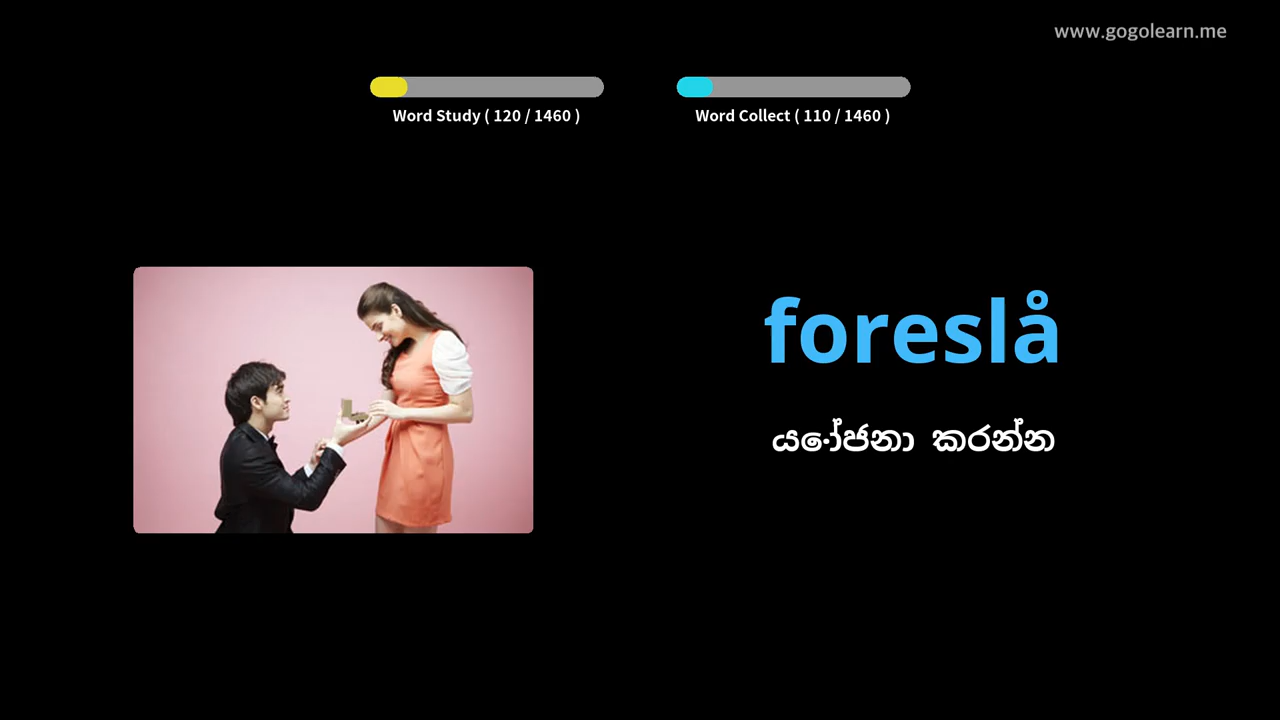 www.gogolearn.me
Word Study ( 120 / 1460 )
Word Collect ( 110 / 1460 )
foreslå
යෝජනා කරන්න